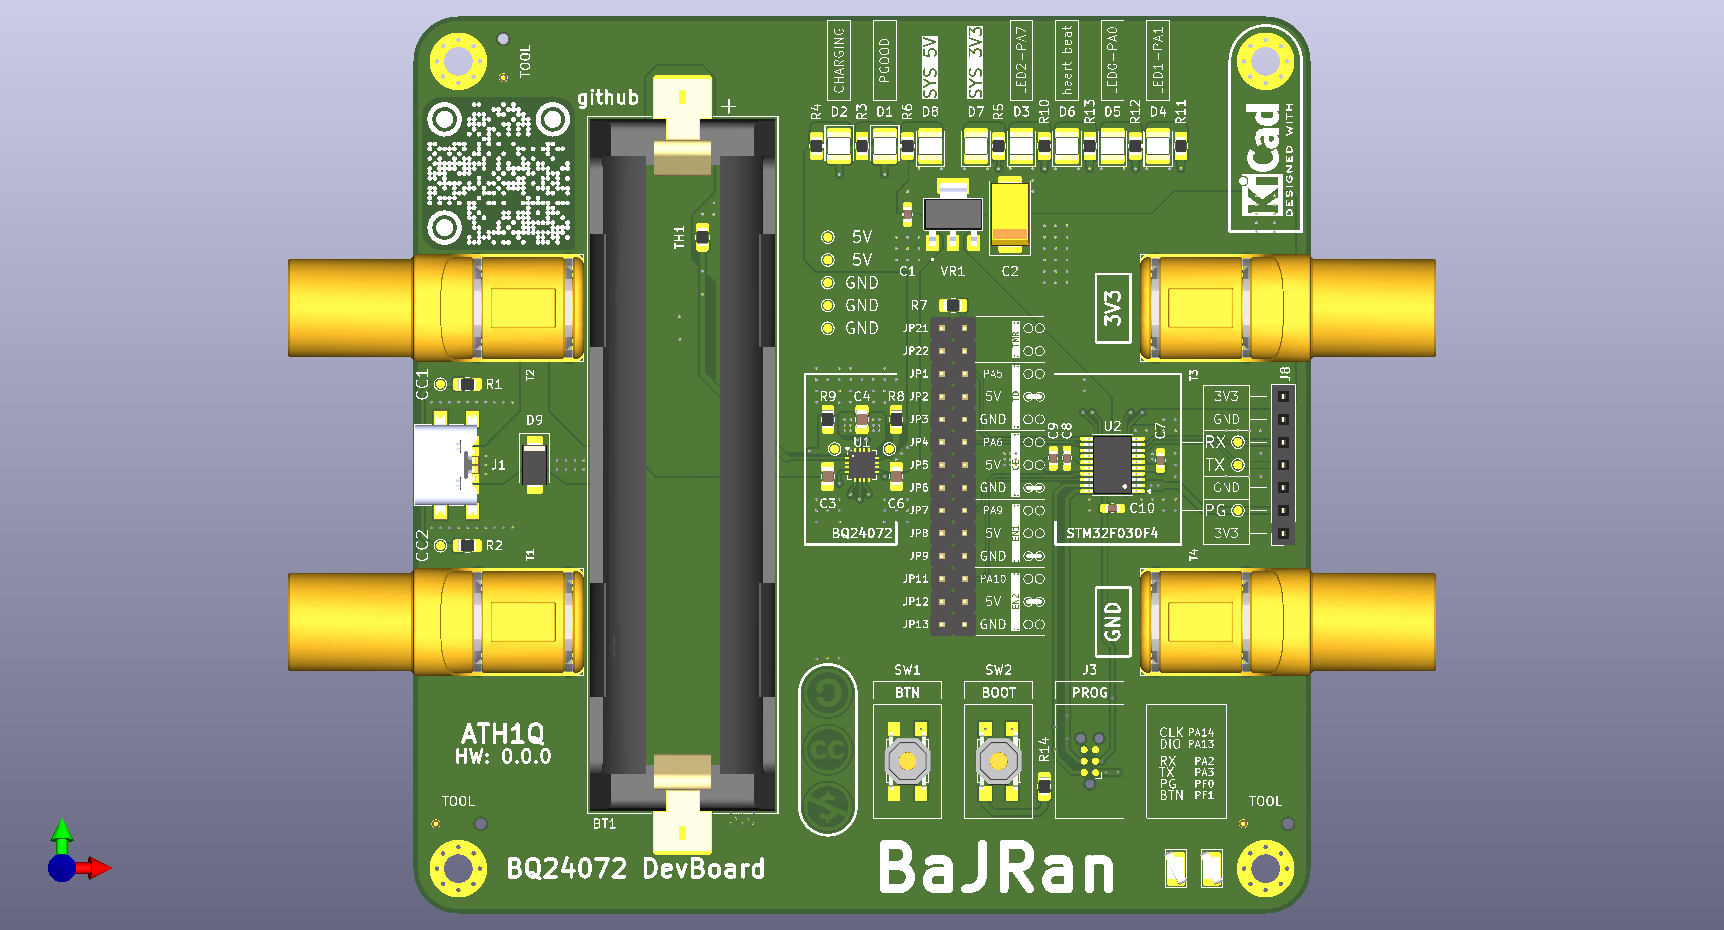 TOOL
github
+
CHARGING
PGOOD
SYS 5V
SYS 3V3
LED2-PA7
heart beat
LED0-PA0
LED1-PA1
R4 D2 R3 D1 R6 D8 D7 R5 D3 R10 D6 R13 D5 R12 D4 R11
KiCad
DESIGNED WITH
TH1
5V
5V
GND
GND
GND
C1 VR1 C2
R7
3V3
JP21
JP22
TMR
JP1 PA5
JP2 5V
JP3 GND
TD
JP4 PA6
JP5 5V
JP6 GND
CE
JP7 PA9
JP8 5V
JP9 GND
EN1
JP11 PA10
JP12 5V
JP13 GND
EN2
T2
CC1 R1
D9
J1
CC2 R2
T1
R9 C4 R8
U1
C3 C6
BQ24072
C9 C8 U2 C7
C10
STM32F030F4
T3
J8
3V3
GND
RX
TX
GND
PG
3V3
T4
GND
SW1 SW2 J3
BTN BOOT PROG
R14
CLK PA14
DIO PA13
RX PA2
TX PA3
PG PF0
BTN PF1
ATH1Q
HW: 0.0.0
TOOL
TOOL
BT1
BQ24072 DevBoard
BaJRan